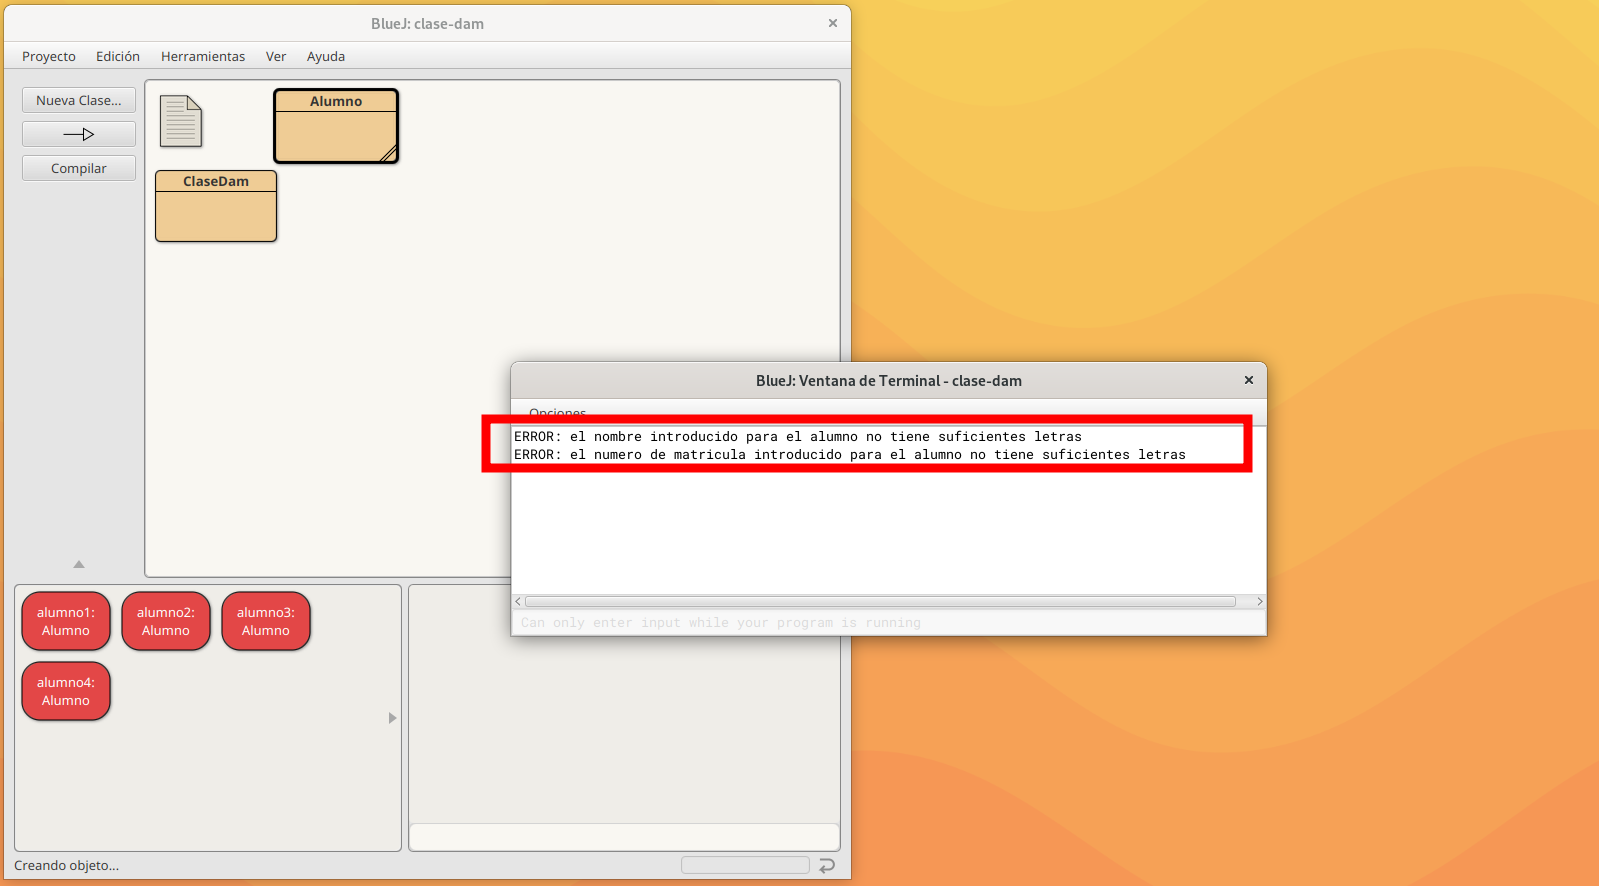 BlueJ: clase-dam
Proyecto Edición Herramientas Ver Ayuda
Nueva Clase...
Compilar
Alumno
ClaseDam
BlueJ: Ventana de Terminal - clase-dam
Opciones
ERROR: el nombre introducido para el alumno no tiene suficientes letras
ERROR: el numero de matricula introducido para el alumno no tiene suficientes letras
Can only enter input while your program is running
alumno1:
Alumno
alumno2:
Alumno
alumno3:
Alumno
alumno4:
Alumno
Creando objeto...